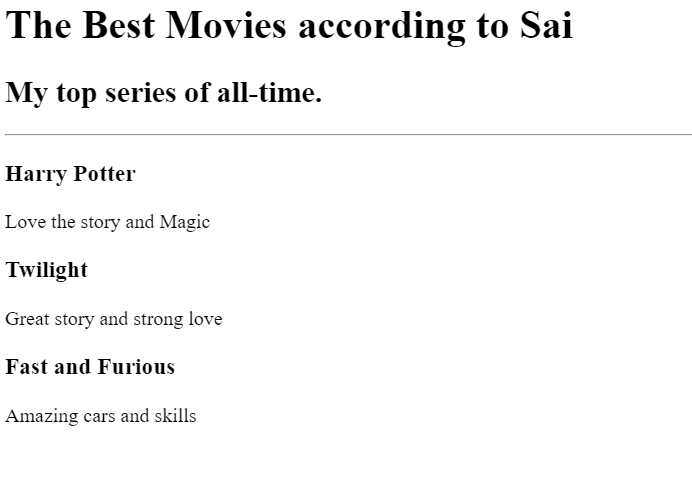 The Best Movies according to Sai
My top series of all-time.
Harry Potter
Love the story and Magic
Twilight
Great story and strong love
Fast and Furious
Amazing cars and skills